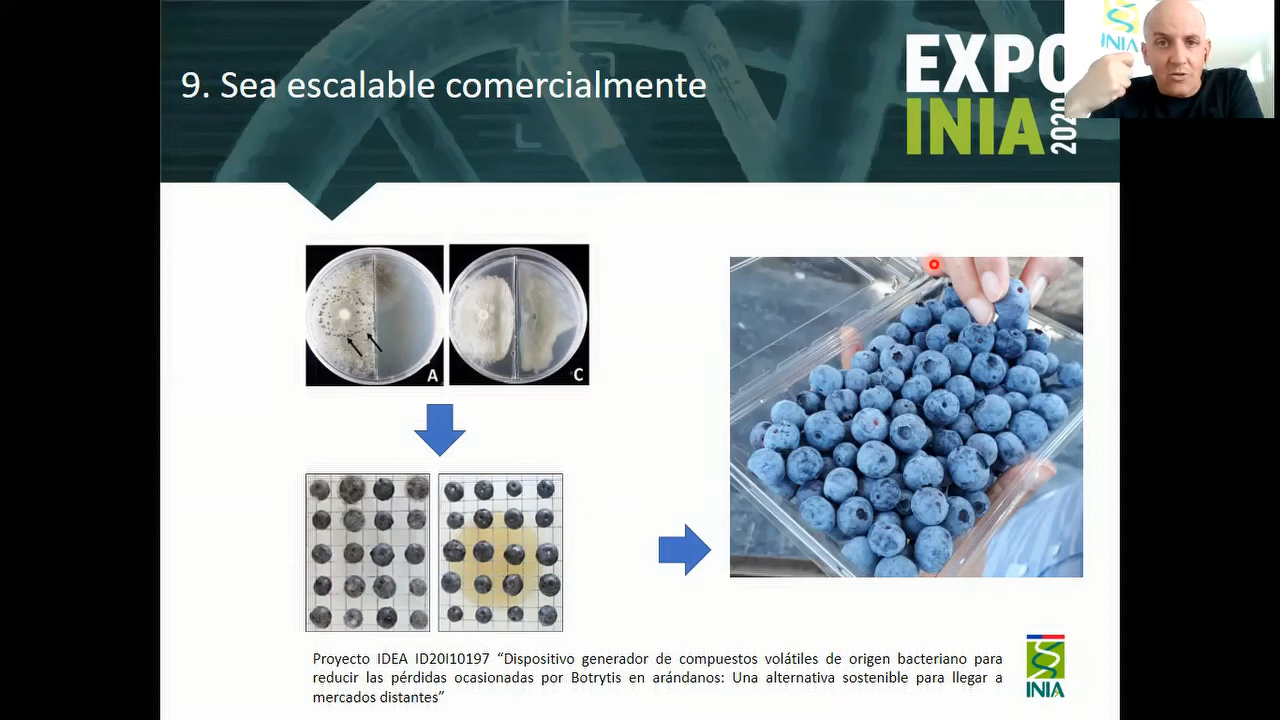 9. Sea escalable comercialmente
EXPO
INIA
2020
INIA
A
C
Proyecto IDEA ID20I10197 “Dispositivo generador de compuestos volátiles de origen bacteriano para
reducir las pérdidas ocasionadas por Botrytis en arándanos: Una alternativa sostenible para llegar a
mercados distantes”
INIA